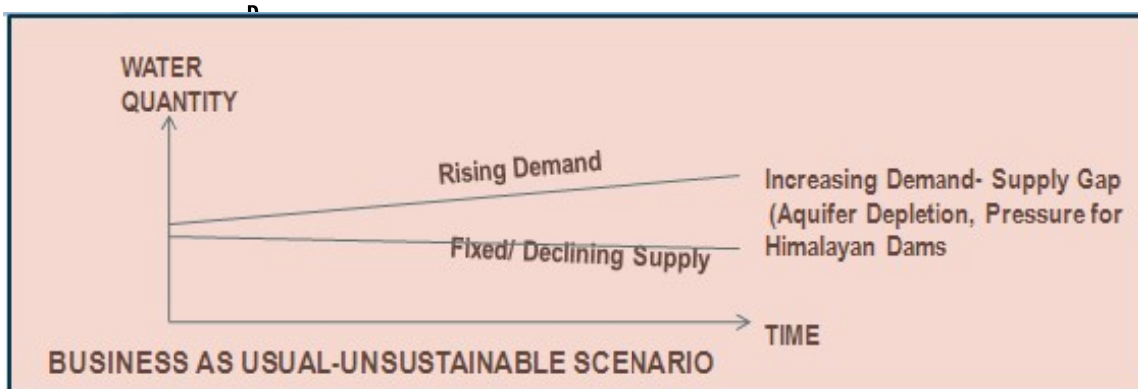 WATER
QUANTITY
Rising Demand
Increasing Demand- Supply Gap
(Aquifer Depletion, Pressure for
Himalayan Dams
Fixed/ Declining Supply
TIME
BUSINESS AS USUAL-UNSUSTAINABLE SCENARIO